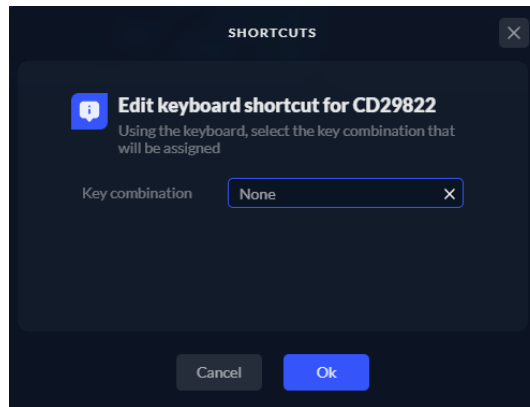 SHORTCUTS
Edit keyboard shortcut for CD29822
Using the keyboard, select the key combination that
will be assigned
Key combination None
Cancel Ok